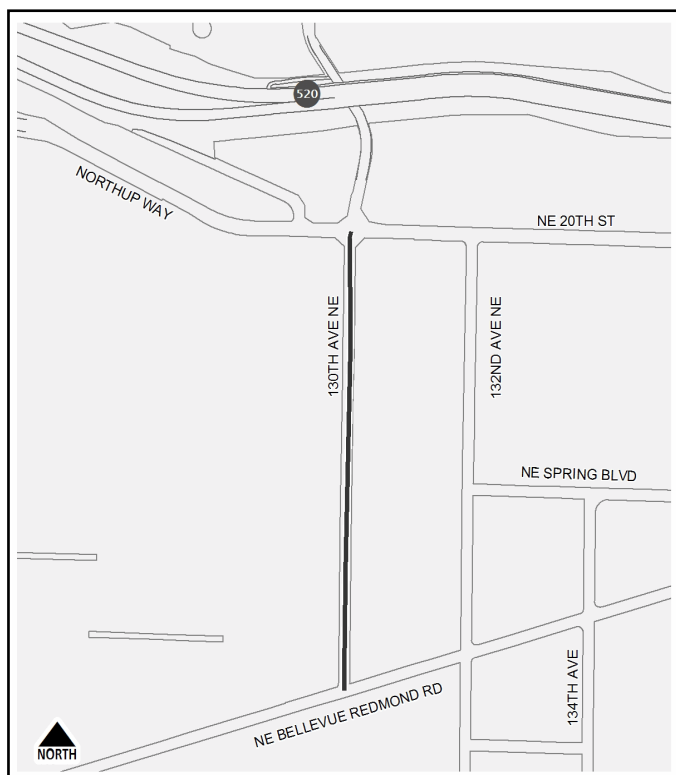 520
NORTHUP WAY
NE 20TH ST
130TH AVE NE
132ND AVE NE
NE SPRING BLVD
134TH AVE
NE BELLEVUE REDMOND RD
NORTH